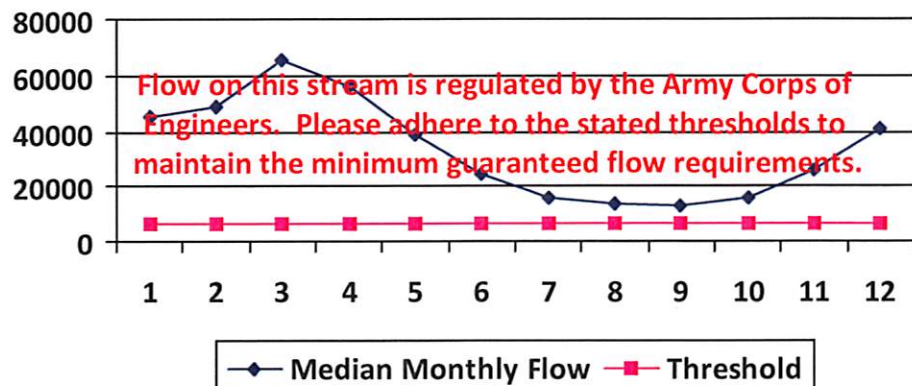 80000
60000
40000
20000
0
Flow on this stream is regulated by the Army Corps of
Engineers. Please adhere to the stated thresholds to
maintain the minimum guaranteed flow requirements.
1 2 3 4 5 6 7 8 9 10 11 12
Median Monthly Flow Threshold